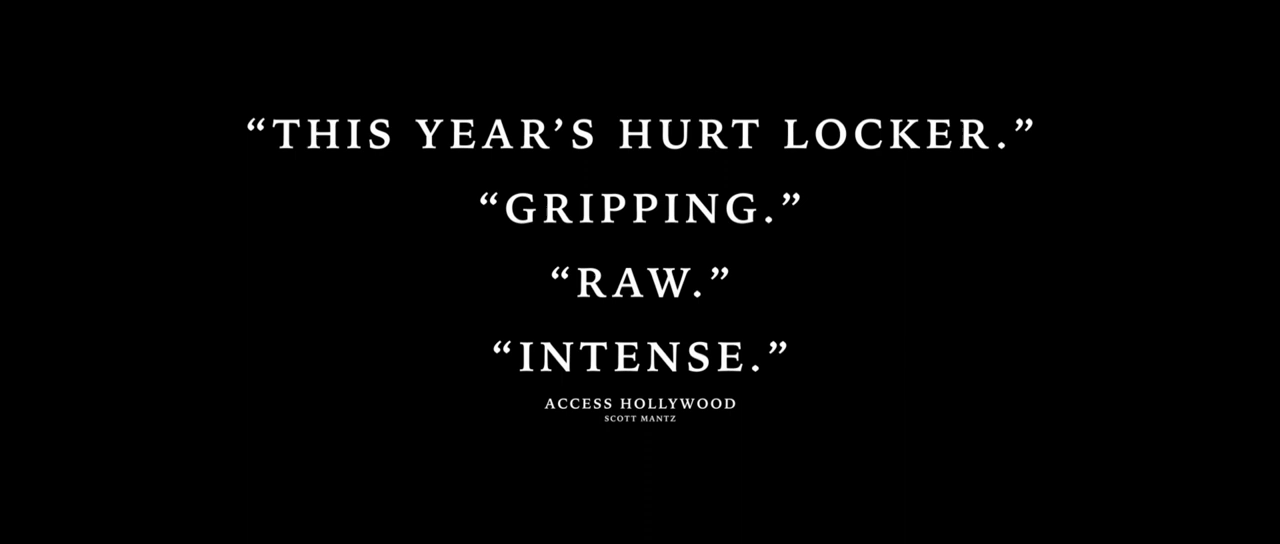 “THIS YEAR’S HURT LOCKER.”
“GRIPPING.”
“RAW.”
“INTENSE.”
ACCESS HOLLYWOOD
SCOTT MANTZ